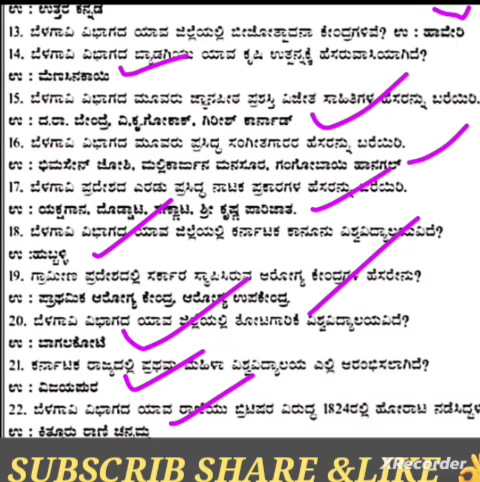 ಉ : ಉತ್ತರ ಕನ್ನಡ
13. ಬೆಳಗಾವಿ ವಿಭಾಗದ ಯಾವ ಜಿಲ್ಲೆಯಲ್ಲಿ ಬೀಜೋತ್ಪಾದನಾ ಕೇಂದ್ರಗಳಿವೆ? ಉ : ಹಾವೇರಿ
14. ಬೆಳಗಾವಿ ವಿಭಾಗದ ಬ್ಯಾಡಗಿಯು ಯಾವ ಕೃಷಿ ಉತ್ಪನ್ನಕ್ಕೆ ಹೆಸರುವಾಸಿಯಾಗಿದೆ?
ಉ : ಮೆಣಸಿನಕಾಯಿ
15. ಬೆಳಗಾವಿ ವಿಭಾಗದ ಮೂವರು ಜ್ಞಾನಪೀಠ ಪ್ರಶಸ್ತಿ ವಿಜೇತ ಸಾಹಿತಿಗಳ ಹೆಸರನ್ನು ಬರೆಯಿರಿ.
ಉ : ದ.ರಾ. ಬೇಂದ್ರೆ, ವಿ.ಕೃ.ಗೋಕಾಕ್, ಗಿರೀಶ್ ಕಾರ್ನಾಡ್
16. ಬೆಳಗಾವಿ ವಿಭಾಗದ ಮೂವರು ಪ್ರಸಿದ್ಧ ಸಂಗೀತಗಾರರ ಹೆಸರನ್ನು ಬರೆಯಿರಿ.
ಉ : ಭಿಮಸೇನ್ ಜೋಶಿ, ಮಲ್ಲಿಕಾರ್ಜುನ ಮನಸೂರ, ಗಂಗೋಬಾಯಿ ಹಾನಗಲ್
17. ಬೆಳಗಾವಿ ಪ್ರದೇಶದ ಎರಡು ಪ್ರಸಿದ್ಧ ನಾಟಕ ಪ್ರಕಾರಗಳ ಹೆಸರನ್ನು ಬರೆಯಿರಿ.
ಉ : ಯಕ್ಷಗಾನ, ದೊಡ್ಡಾಟ, ಸಣ್ಣಾಟ, ಶ್ರೀ ಕೃಷ್ಣ ಪಾರಿಜಾತ.
18. ಬೆಳಗಾವಿ ವಿಭಾಗದ ಯಾವ ಜಿಲ್ಲೆಯಲ್ಲಿ ಕರ್ನಾಟಕ ಕಾನೂನು ವಿಶ್ವವಿದ್ಯಾಲಯವಿದೆ?
ಉ :ಹುಬ್ಬಳ್ಳಿ
19. ಗ್ರಾಮೀಣ ಪ್ರದೇಶದಲ್ಲಿ ಸರ್ಕಾರ ಸ್ಥಾಪಿಸಿರುವ ಆರೋಗ್ಯ ಕೇಂದ್ರಗಳ ಹೆಸರೇನು?
ಉ : ಪ್ರಾಥಮಿಕ ಆರೋಗ್ಯ ಕೇಂದ್ರ, ಆರೋಗ್ಯ ಉಪಕೇಂದ್ರ
20. ಬೆಳಗಾವಿ ವಿಭಾಗದ ಯಾವ ಜಿಲ್ಲೆಯಲ್ಲಿ ತೋಟಗಾರಿಕೆ ವಿಶ್ವವಿದ್ಯಾಲಯವಿದೆ?
ಉ : ಬಾಗಲಕೋಟೆ
21. ಕರ್ನಾಟಕ ರಾಜ್ಯದಲ್ಲಿ ಪ್ರಥಮ ಮಹಿಳಾ ವಿಶ್ವವಿದ್ಯಾಲಯ ಎಲ್ಲಿ ಆರಂಭಿಸಲಾಗಿದೆ?
ಉ : ವಿಜಯಪುರ
22. ಬೆಳಗಾವಿ ವಿಭಾಗದ ಯಾವ ರಾಣಿಯು ಬ್ರಿಟಿಷರ ವಿರುದ್ಧ 1824ರಲ್ಲಿ ಹೋರಾಟ ನಡೆಸಿದ್ದಳ
ಉ : ಕಿತ್ತೂರು ರಾಣಿ ಚನ್ನಮ್ಮ
SUBSCRIB SHARE &LIKE
XRecorder